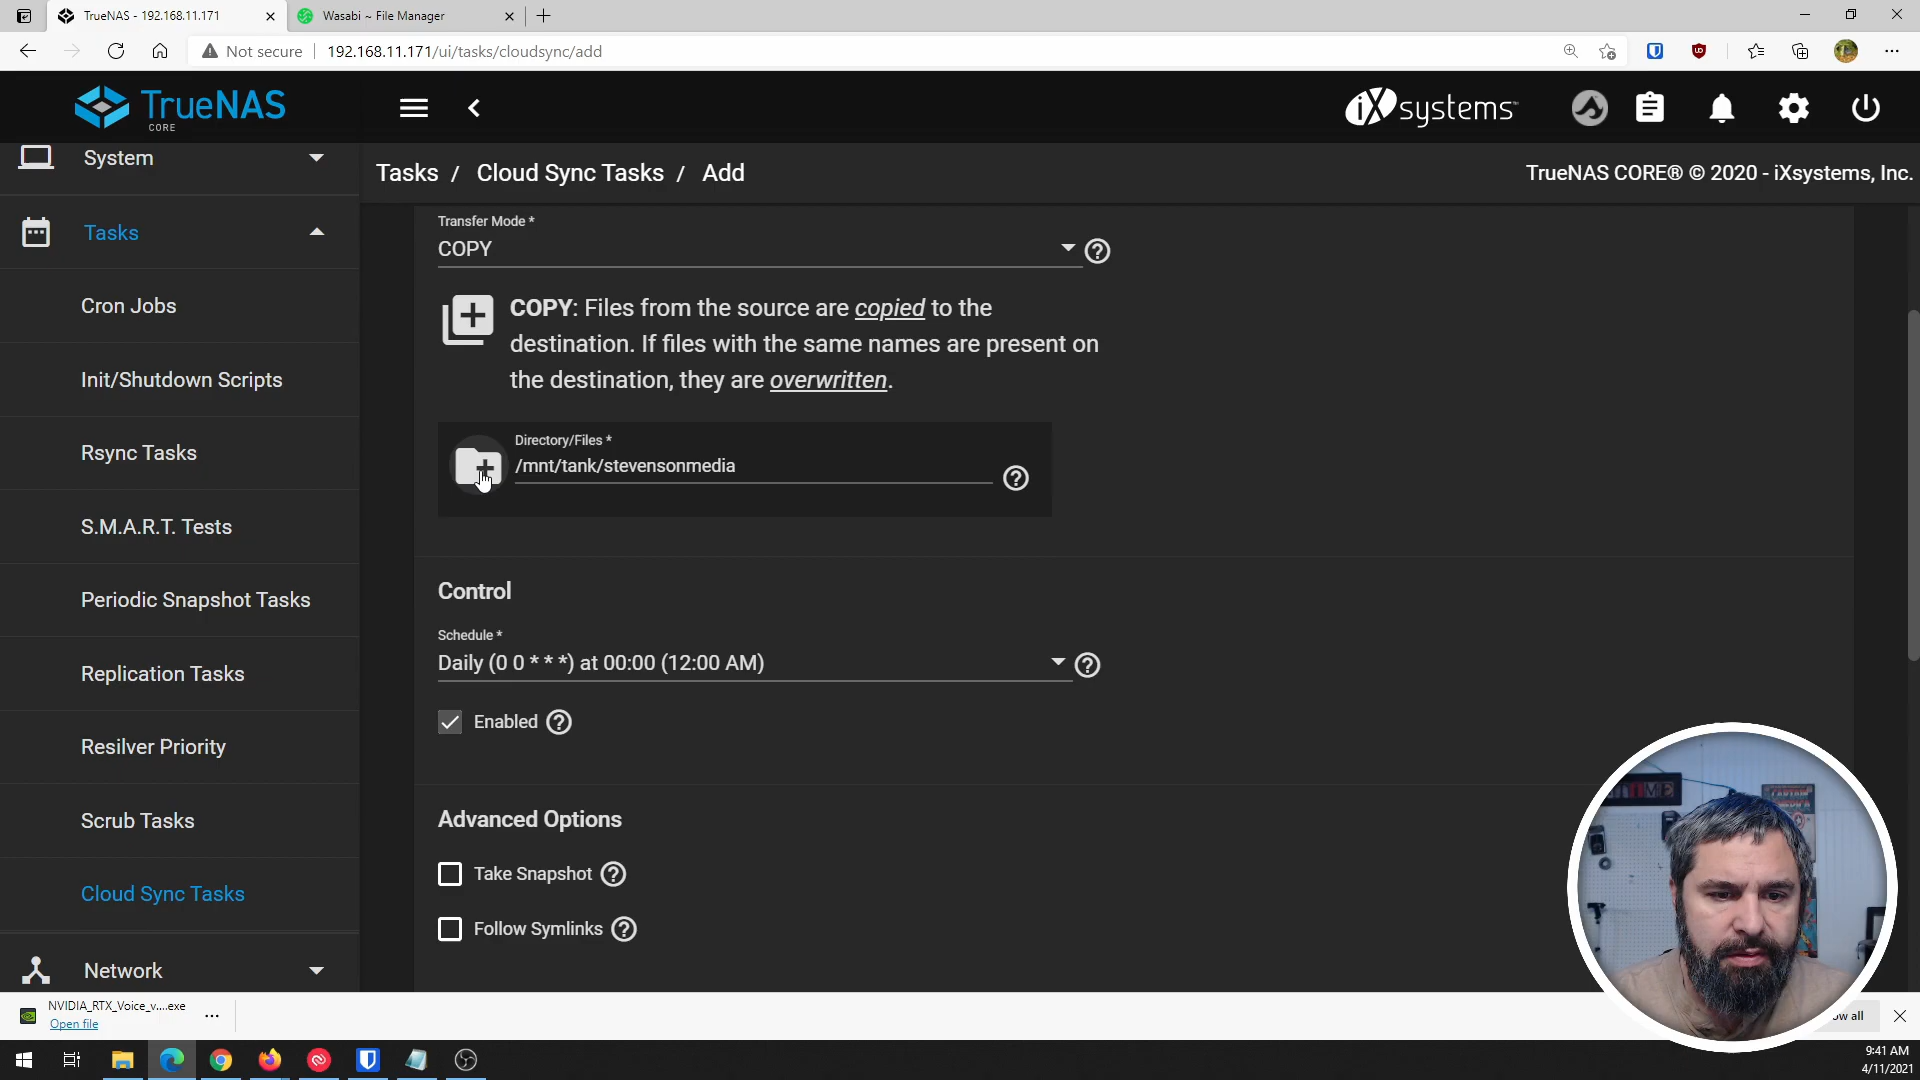 TrueNAS - 192.168.11.171
Wasabi ~ File Manager
Not secure
192.168.11.171/ui/tasks/cloudsync/add
TrueNAS
CORE
iXsystems
System
Tasks / Cloud Sync Tasks / Add
TrueNAS CORE® © 2020 - iXsystems, Inc.
Tasks
Cron Jobs
Init/Shutdown Scripts
Rsync Tasks
S.M.A.R.T. Tests
Periodic Snapshot Tasks
Replication Tasks
Resilver Priority
Scrub Tasks
Cloud Sync Tasks
Network
Transfer Mode *
COPY
COPY: Files from the source are copied to the
destination. If files with the same names are present on
the destination, they are overwritten.
Directory/Files *
/mnt/tank/stevensonmedia
Control
Schedule *
Daily (0 0 * * *) at 00:00 (12:00 AM)
Enabled
Advanced Options
Take Snapshot
Follow Symlinks
NVIDIA_RTX_Voice_v....exe
Open file
all
9:41 AM
4/11/2021